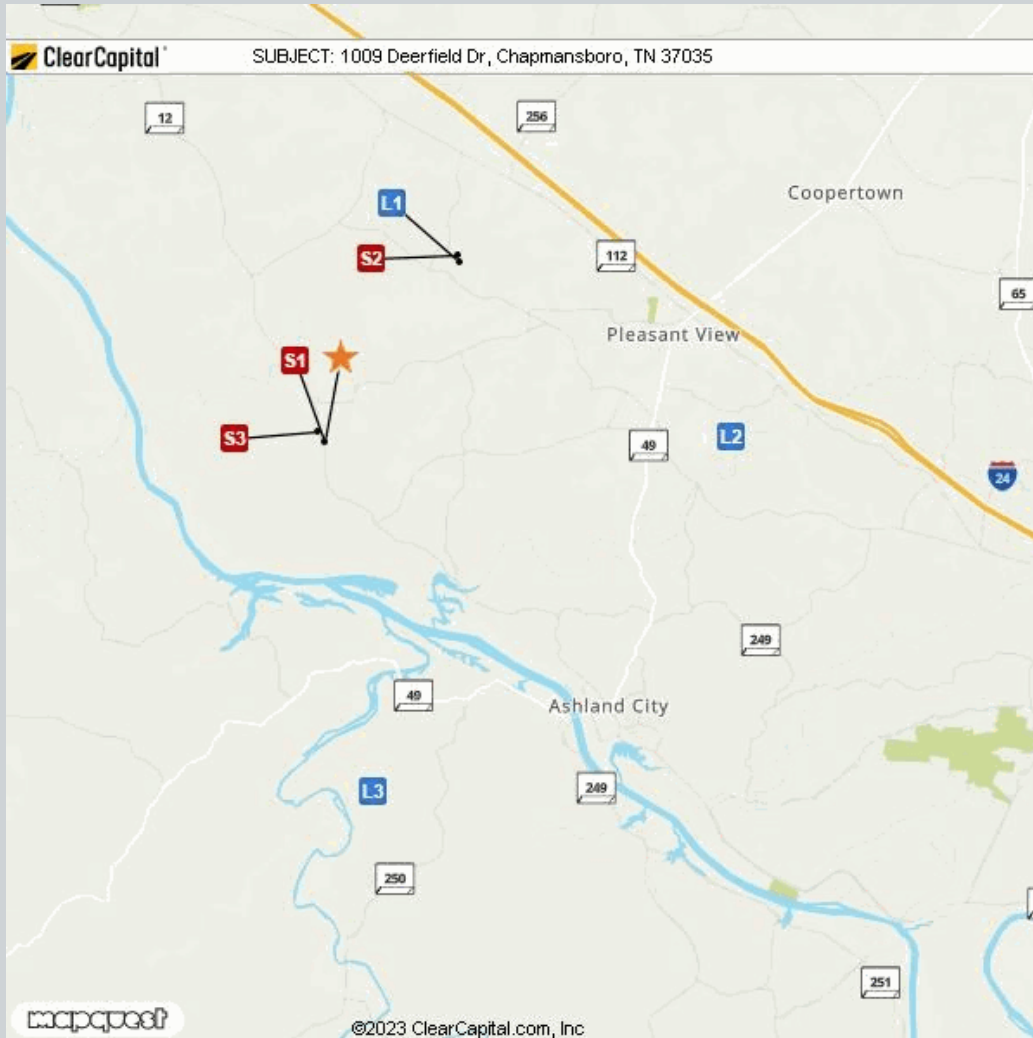 ClearCapital
SUBJECT: 1009 Deerfield Dr, Chapmansboro, TN 37035
12
256
Coopertown
L1
S2
112
65
Pleasant View
S1
S3
L2
49
24
249
49
Ashland City
249
L3
250
251
mapquest
©2023 ClearCapital.com, Inc